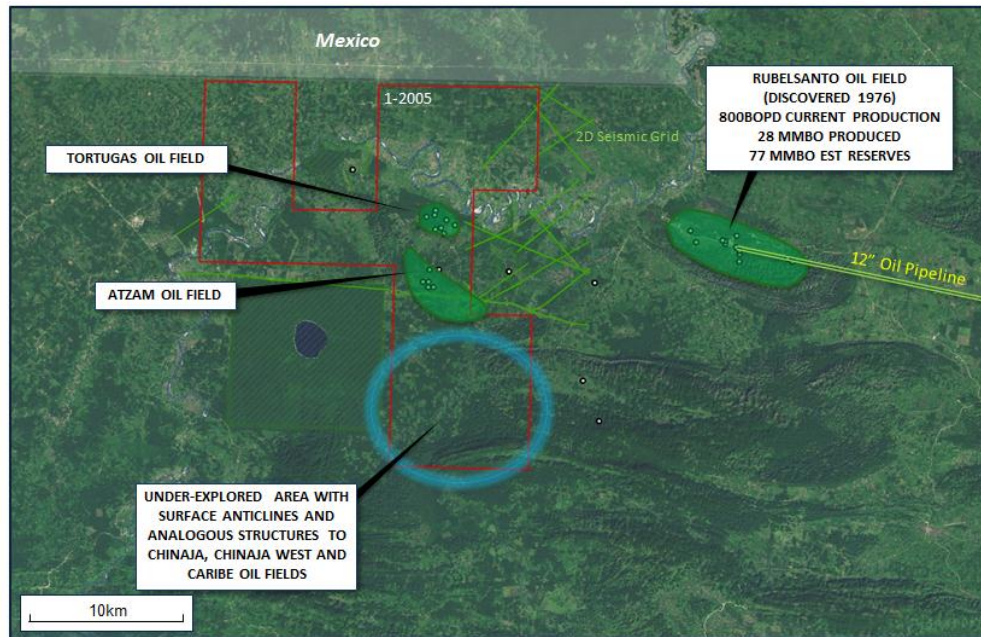 Mexico
1-2005
RUBELSANTO OIL FIELD
(DISCOVERED 1976)
800BOPD CURRENT PRODUCTION
28 MMBO PRODUCED
77 MMBO EST RESERVES
2D Seismic Grid
TORTUGAS OIL FIELD
12" Oil Pipeline
ATZAM OIL FIELD
UNDER-EXPLORED AREA WITH
SURFACE ANTICLINES AND
ANALOGOUS STRUCTURES TO
CHINAJA, CHINAJA WEST AND
CARIBE OIL FIELDS
10km